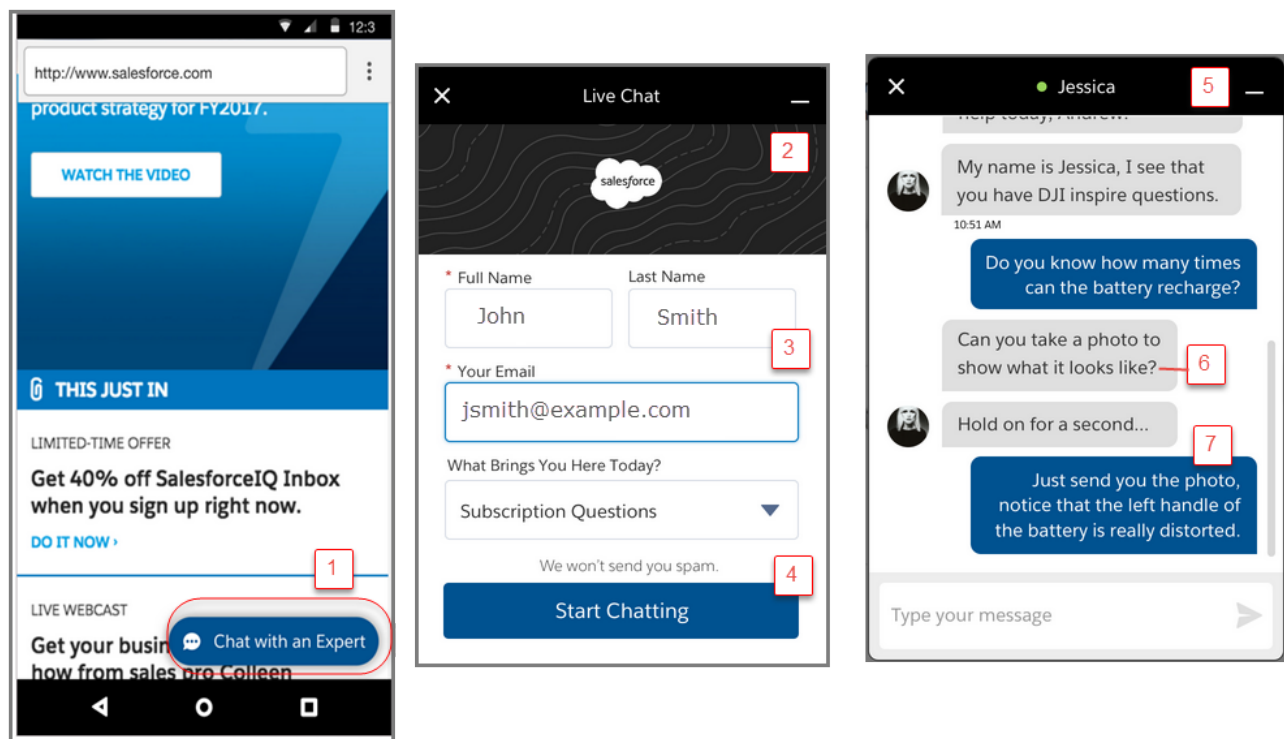 12:3
http://www.salesforce.com
product strategy for FY2017.
WATCH THE VIDEO
THIS JUST IN
LIMITED-TIME OFFER
Get 40% off SalesforceIQ Inbox
when you sign up right now.
DO IT NOW ›
1
LIVE WEBCAST
Get your busin
Chat with an Expert
how from sales pro Colleen
Live Chat
2
salesforce
* Full Name
Last Name
John
Smith
3
* Your Email
jsmith@example.com
What Brings You Here Today?
Subscription Questions
We won't send you spam.
4
Start Chatting
Jessica
5
help today, Andrew?
My name is Jessica, I see that
you have DJI inspire questions.
10:51 AM
Do you know how many times
can the battery recharge?
Can you take a photo to
show what it looks like?
6
Hold on for a second...
7
Just send you the photo,
notice that the left handle of
the battery is really distorted.
Type your message